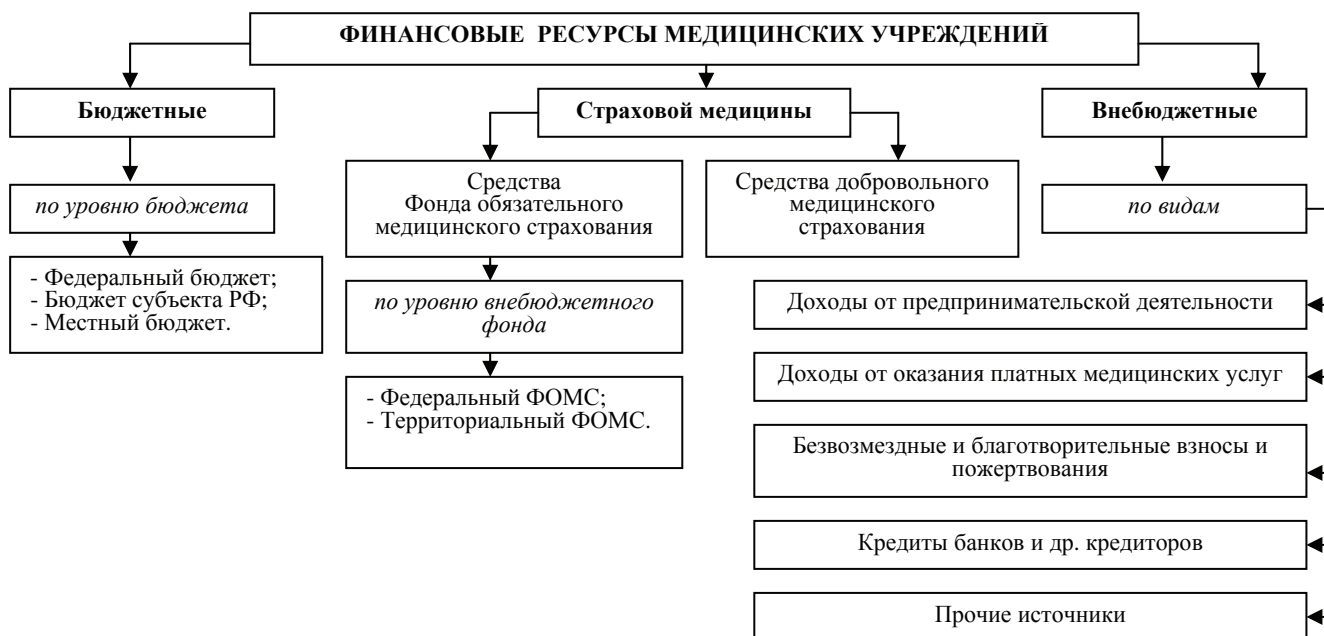 ФИНАНСОВЫЕ РЕСУРСЫ МЕДИЦИНСКИХ УЧРЕЖДЕНИЙ
Бюджетные
Страховой медицины
Внебюджетные
по уровню бюджета
Средства
Фонда обязательного
медицинского страхования
Средства добровольного
медицинского
страхования
по видам
- Федеральный бюджет;
- Бюджет субъекта РФ;
- Местный бюджет.
по уровню внебюджетного
фонда
- Федеральный ФОМС;
- Территориальный ФОМС.
Доходы от предпринимательской деятельности
Доходы от оказания платных медицинских услуг
Безвозмездные и благотворительные взносы и
пожертвования
Кредиты банков и др. кредиторов
Прочие источники